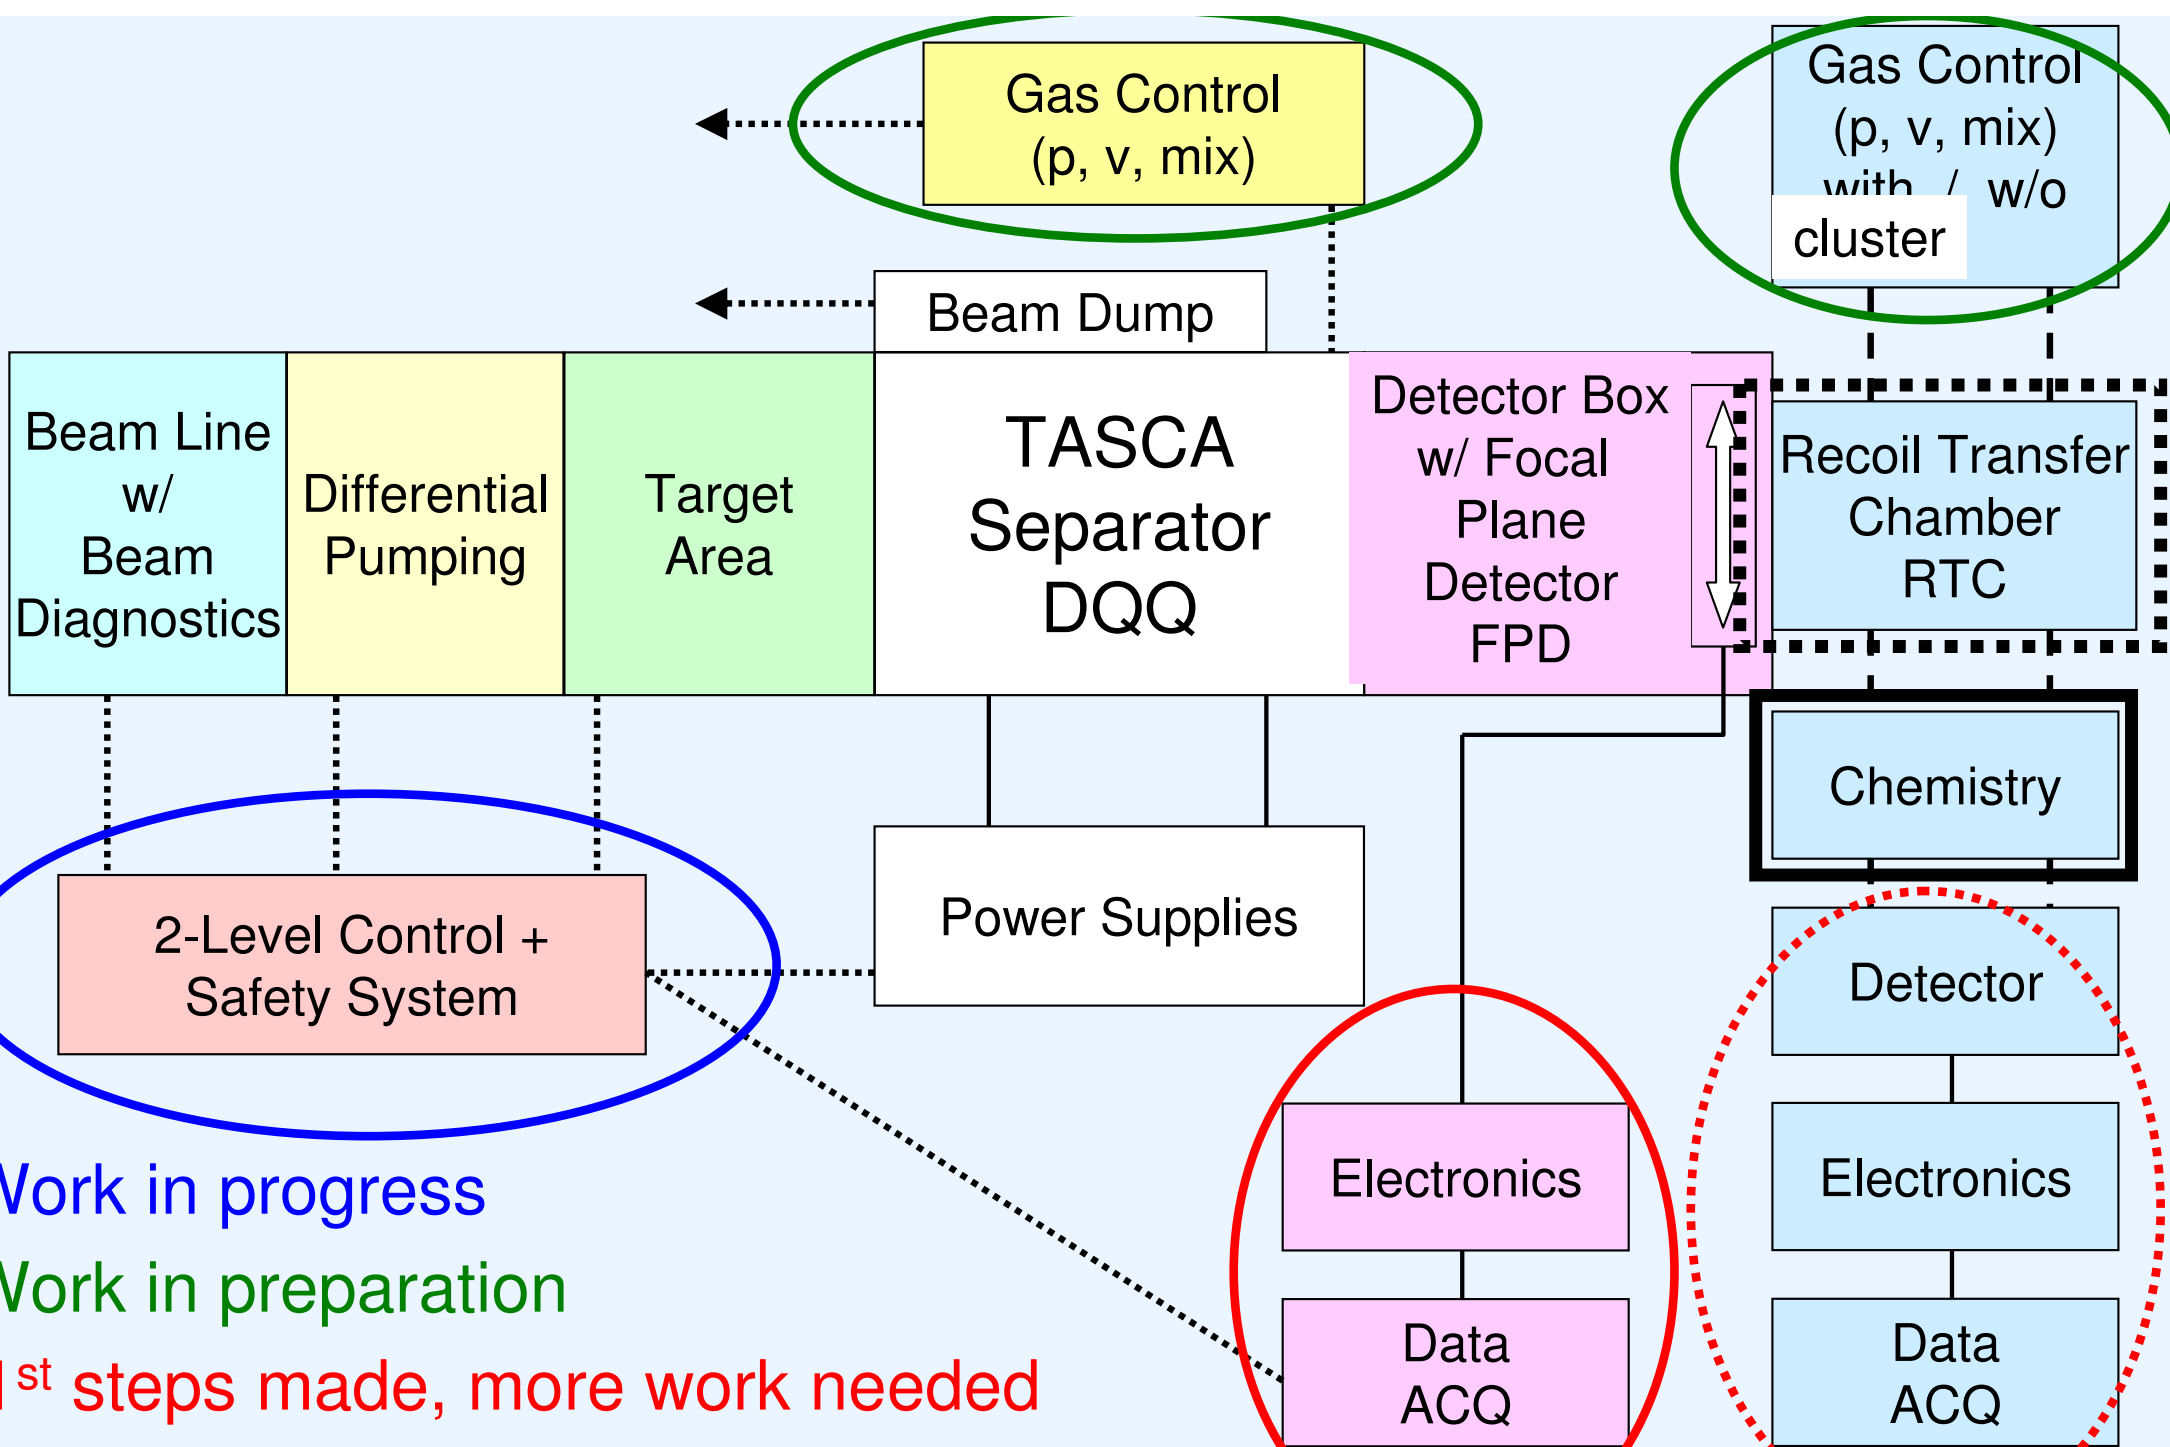 Gas Control
(p, v, mix)
Gas Control
(p, v, mix)
with / w/o
cluster
Beam Dump
Beam Line
w/
Beam
Diagnostics
Differential
Pumping
Target
Area
TASCA
Separator
DQQ
Detector Box
w/ Focal
Plane
Detector
FPD
Recoil Transfer
Chamber
RTC
Chemistry
2-Level Control +
Safety System
Power Supplies
Detector
Electronics
Electronics
Data
ACQ
Data
ACQ
Work in progress
Work in preparation
1st steps made, more work needed